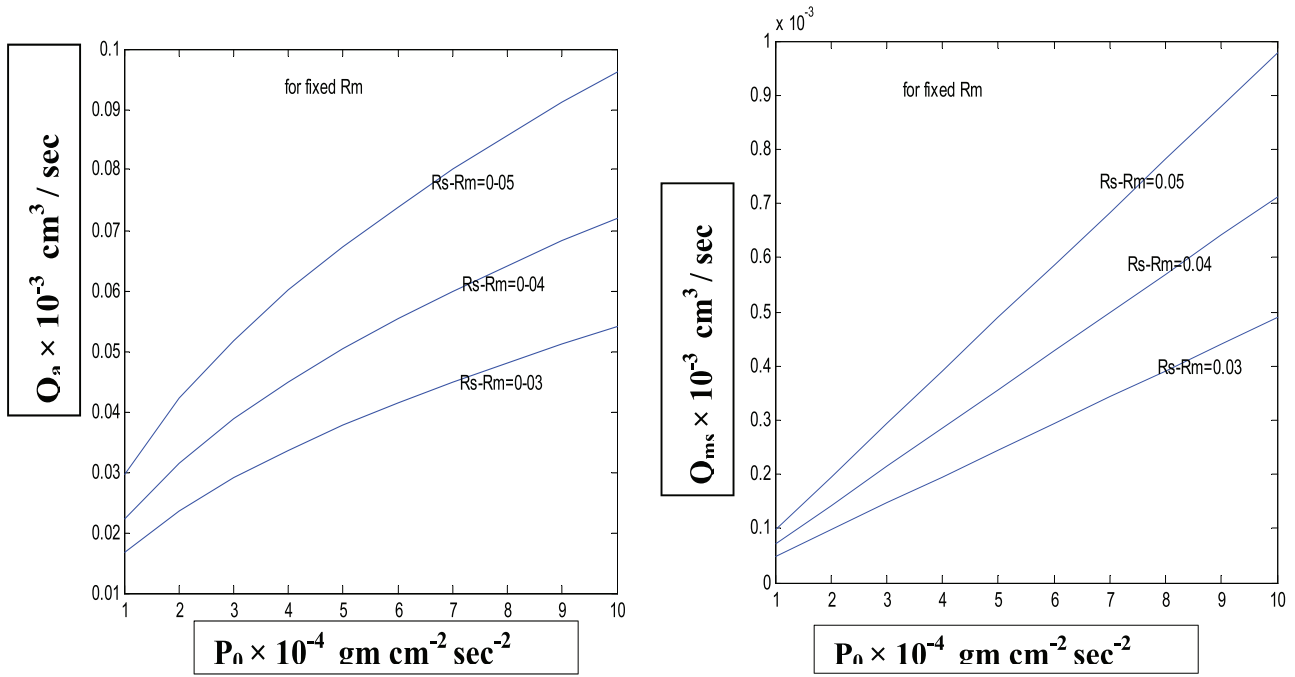 0.1
0.09
0.08
0.07
0.06
0.05
0.04
0.03
0.02
0.01
1 2 3 4 5 6 7 8 9 10
for fixed Rm
Rs-Rm=0-05
Rs-Rm=0-04
Rs-Rm=0-03
Qa × 10⁻³ cm³ / sec
P₀ × 10⁻⁴ gm cm⁻² sec⁻²
x 10⁻³
1
0.9
0.8
0.7
0.6
0.5
0.4
0.3
0.2
0.1
0
1 2 3 4 5 6 7 8 9 10
for fixed Rm
Rs-Rm=0.05
Rs-Rm=0.04
Rs-Rm=0.03
Qms × 10⁻³ cm³ / sec
P₀ × 10⁻⁴ gm cm⁻² sec⁻²